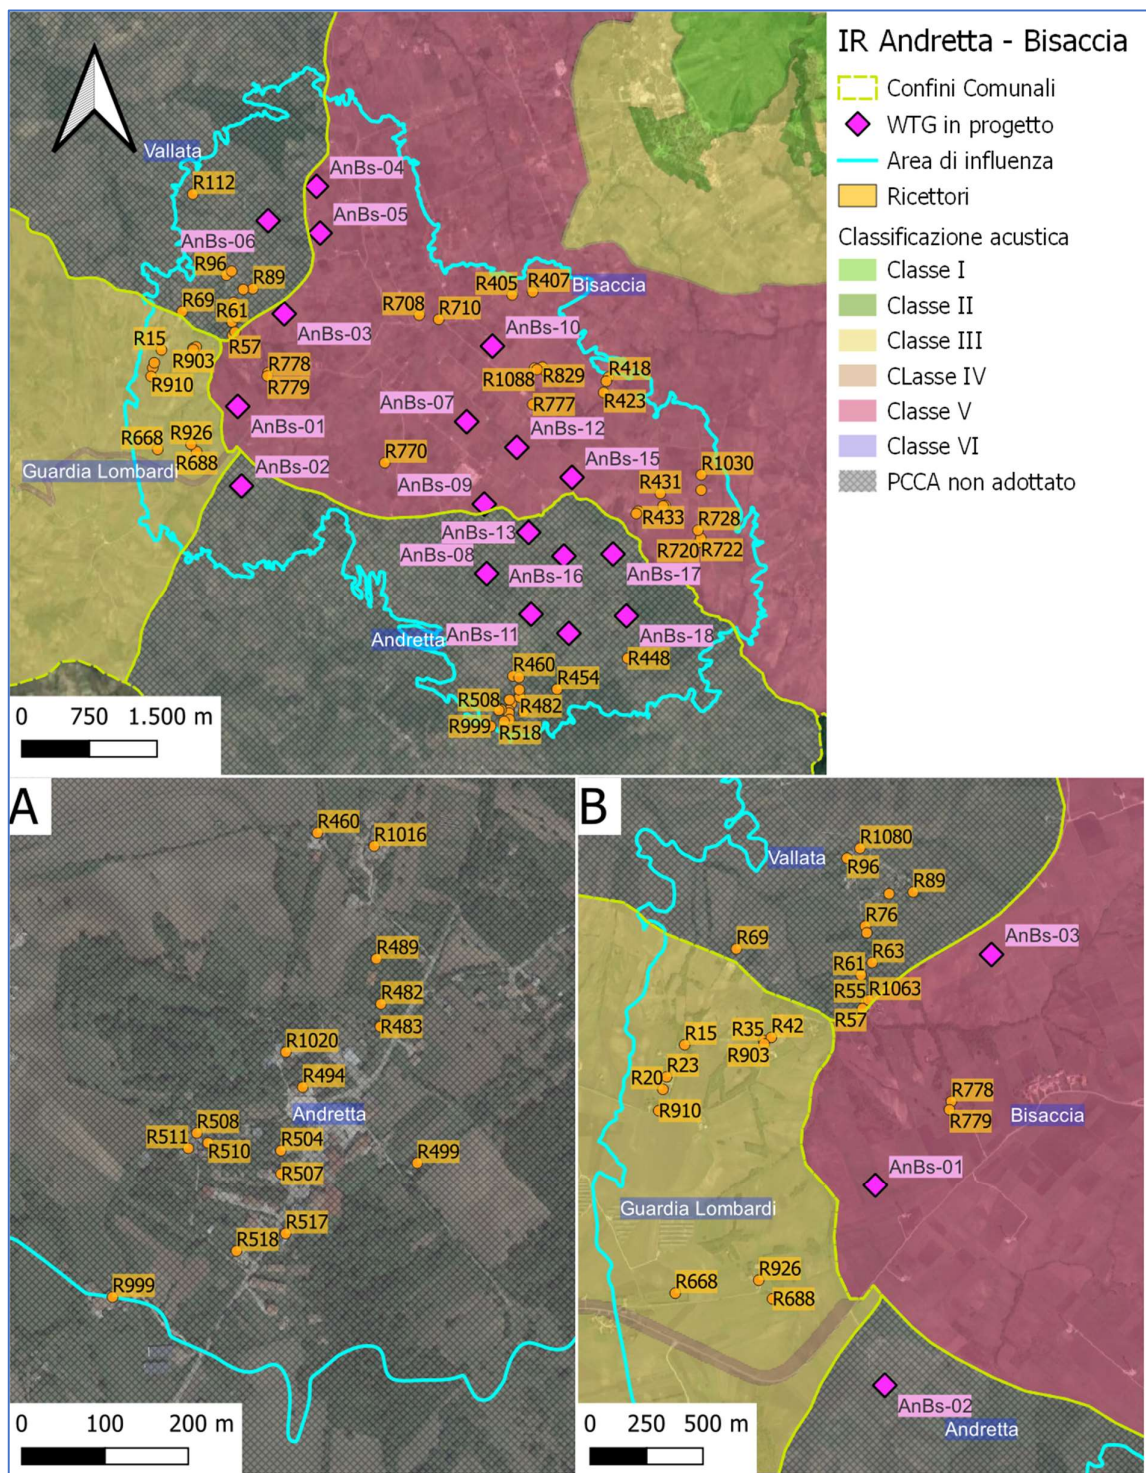 IR Andretta - Bisaccia
Confini Comunali
WTG in progetto
Area di influenza
Ricettori
Classificazione acustica
Classe I
Classe II
Classe III
CLasse IV
Classe V
Classe VI
PCCA non adottato
Vallata
R112
AnBs-04
AnBs-05
AnBs-06
R96
R89
R69
R61
R57
AnBs-03
R15
R903
R910
R778
R779
R708
R710
R405
R407
Bisaccia
AnBs-10
R1088
R829
R777
R418
R423
AnBs-01
AnBs-07
AnBs-12
R668
R926
R688
Guardia Lombardi
AnBs-02
R770
AnBs-09
AnBs-15
R431
R1030
R433
R728
R720
R722
AnBs-13
AnBs-08
AnBs-16
AnBs-17
AnBs-11
AnBs-18
Andretta
R448
R460
R454
R508
R482
R999
R518
0 750 1.500 m
A
R460
R1016
R489
R482
R483
R1020
R494
Andretta
R508
R511
R510
R504
R499
R507
R517
R518
R999
0 100 200 m
B
R1080
Vallata
R96
R89
R76
R69
AnBs-03
R63
R61
R55
R1063
R57
R15
R35
R42
R903
R23
R20
R910
R778
R779
Bisaccia
AnBs-01
Guardia Lombardi
R926
R668
R688
AnBs-02
Andretta
0 250 500 m